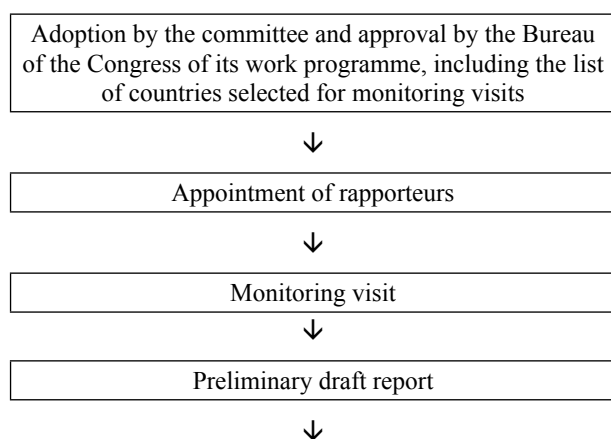 Adoption by the committee and approval by the Bureau
of the Congress of its work programme, including the list
of countries selected for monitoring visits
↓
Appointment of rapporteurs
↓
Monitoring visit
↓
Preliminary draft report
↓